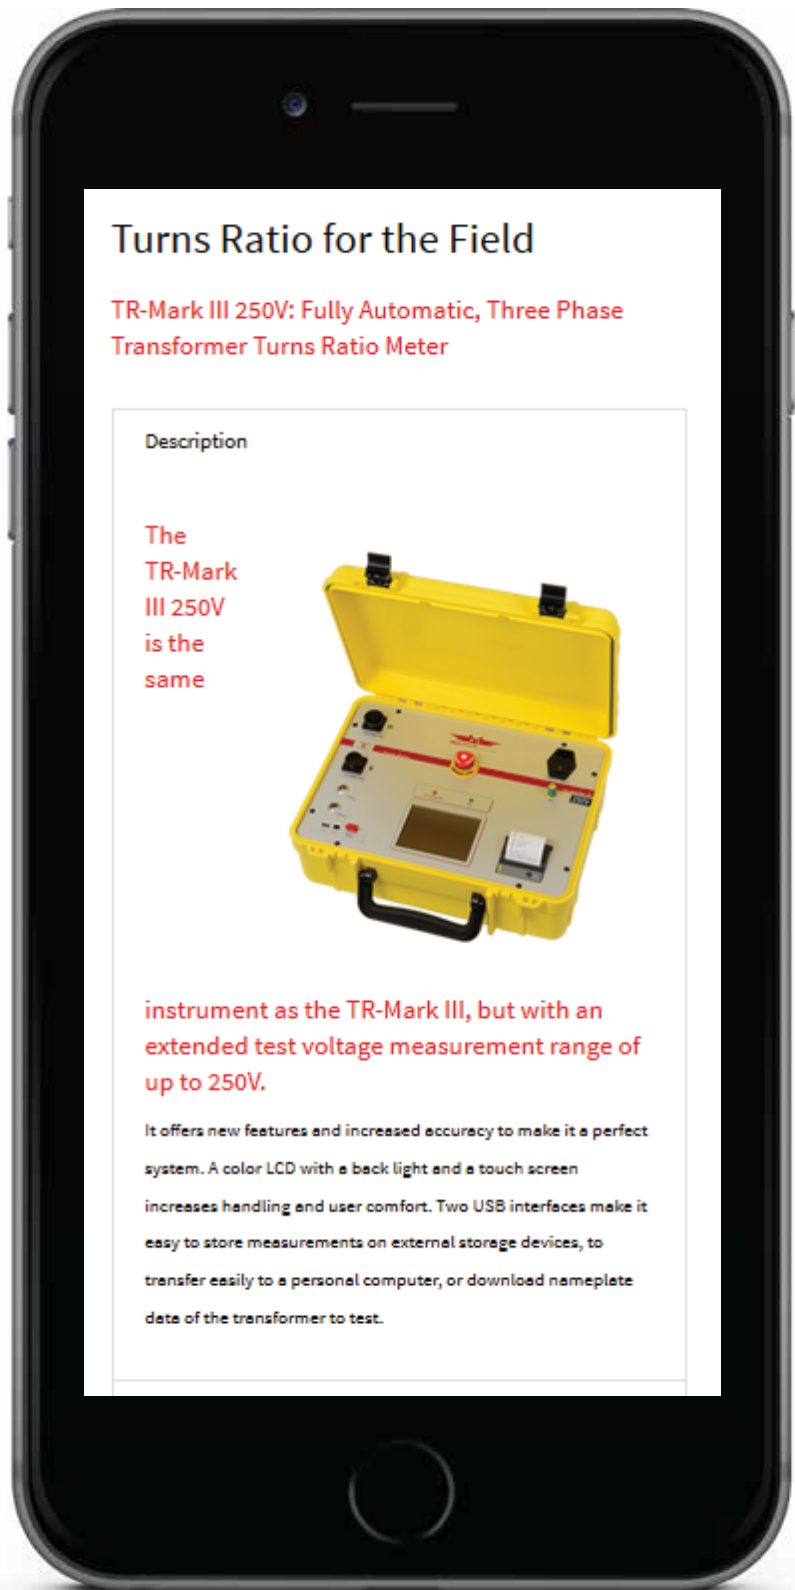 Turns Ratio for the Field
TR-Mark III 250V: Fully Automatic, Three Phase
Transformer Turns Ratio Meter
Description
The
TR-Mark
III 250V
is the
same
instrument as the TR-Mark III, but with an
extended test voltage measurement range of
up to 250V.
It offers new features and increased accuracy to make it a perfect
system. A color LCD with a back light and a touch screen
increases handling and user comfort. Two USB interfaces make it
easy to store measurements on external storage devices, to
transfer easily to a personal computer, or download nameplate
data of the transformer to test.